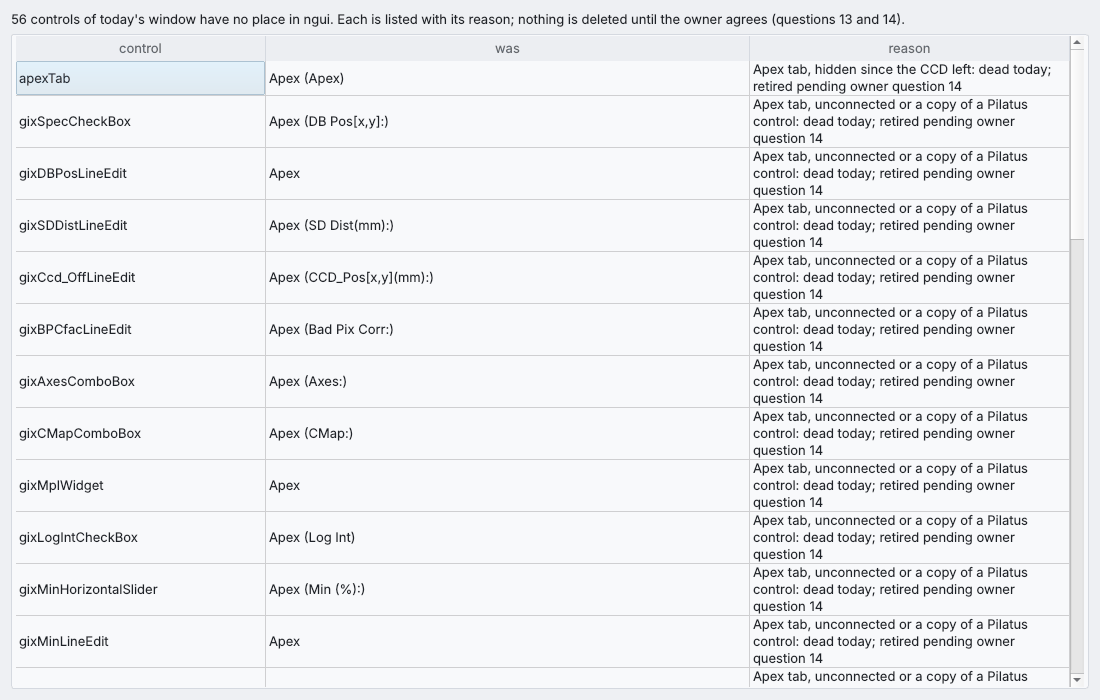 56 controls of today's window have no place in ngui. Each is listed with its reason; nothing is deleted until the owner agrees (questions 13 and 14).
control was reason
apexTab Apex (Apex) Apex tab, hidden since the CCD left: dead today;
retired pending owner question 14
gixSpecCheckBox Apex (DB Pos[x,y]:) Apex tab, unconnected or a copy of a Pilatus
control: dead today; retired pending owner
question 14
gixDBPosLineEdit Apex Apex tab, unconnected or a copy of a Pilatus
control: dead today; retired pending owner
question 14
gixSDDistLineEdit Apex (SD Dist(mm):) Apex tab, unconnected or a copy of a Pilatus
control: dead today; retired pending owner
question 14
gixCcd_OffLineEdit Apex (CCD_Pos[x,y](mm):) Apex tab, unconnected or a copy of a Pilatus
control: dead today; retired pending owner
question 14
gixBPCfacLineEdit Apex (Bad Pix Corr:) Apex tab, unconnected or a copy of a Pilatus
control: dead today; retired pending owner
question 14
gixAxesComboBox Apex (Axes:) Apex tab, unconnected or a copy of a Pilatus
control: dead today; retired pending owner
question 14
gixCMapComboBox Apex (CMap:) Apex tab, unconnected or a copy of a Pilatus
control: dead today; retired pending owner
question 14
gixMplWidget Apex Apex tab, unconnected or a copy of a Pilatus
control: dead today; retired pending owner
question 14
gixLogIntCheckBox Apex (Log Int) Apex tab, unconnected or a copy of a Pilatus
control: dead today; retired pending owner
question 14
gixMinHorizontalSlider Apex (Min (%):) Apex tab, unconnected or a copy of a Pilatus
control: dead today; retired pending owner
question 14
gixMinLineEdit Apex Apex tab, unconnected or a copy of a Pilatus
control: dead today; retired pending owner
question 14
Apex tab, unconnected or a copy of a Pilatus